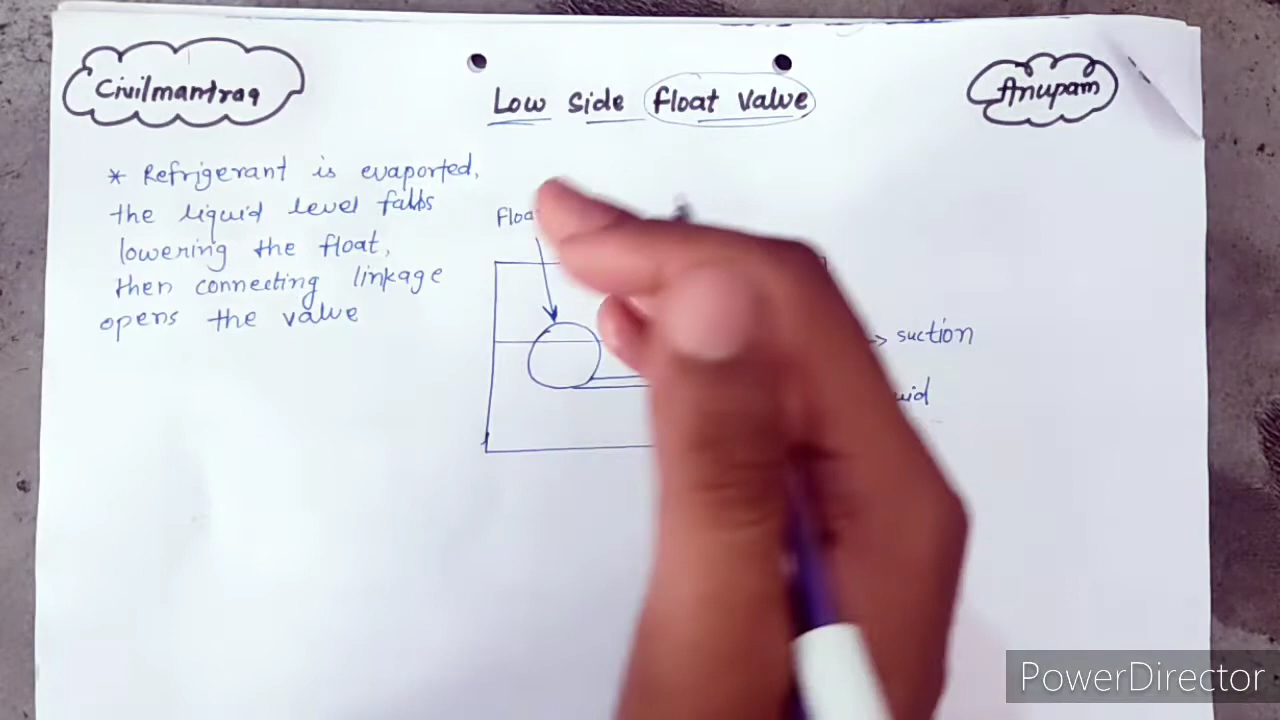 Civilmantraa
Low side float valve
Anupam
* Refrigerant is evaported,
the liquid level falls
lowering the float,
then connecting linkage
opens the valve
suction
PowerDirector